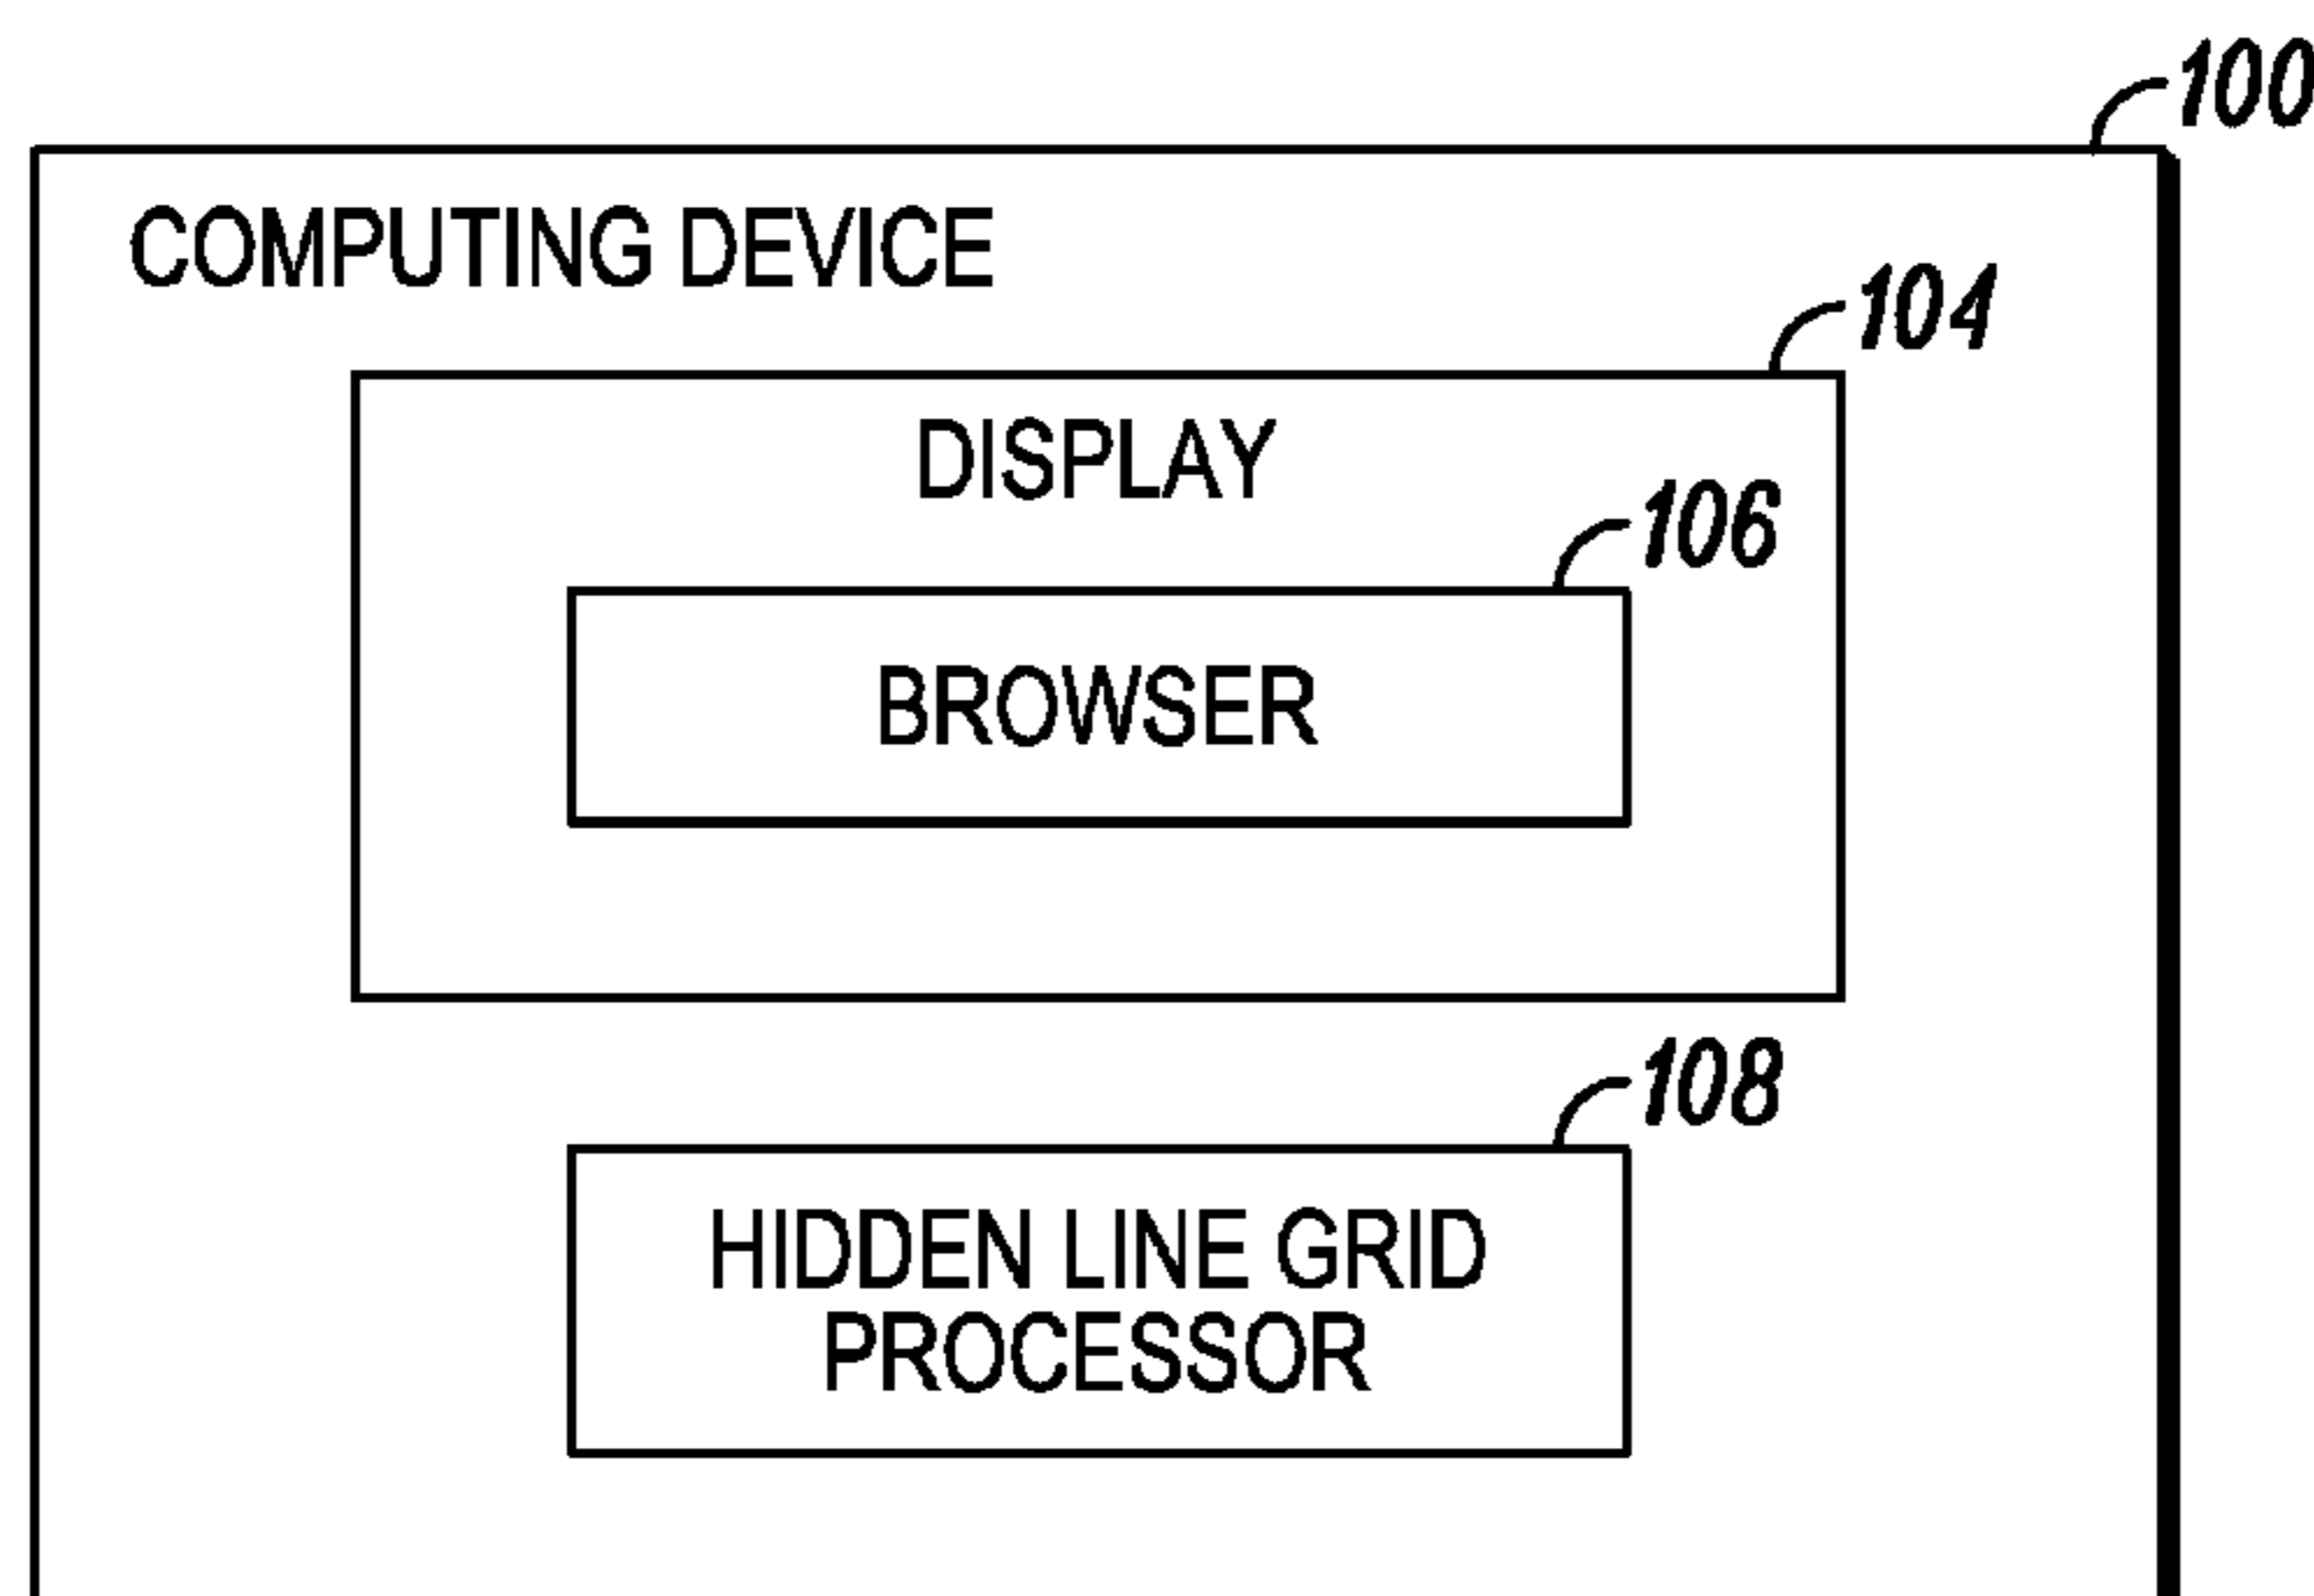 100
COMPUTING DEVICE
104
DISPLAY
106
BROWSER
108
HIDDEN LINE GRID
PROCESSOR